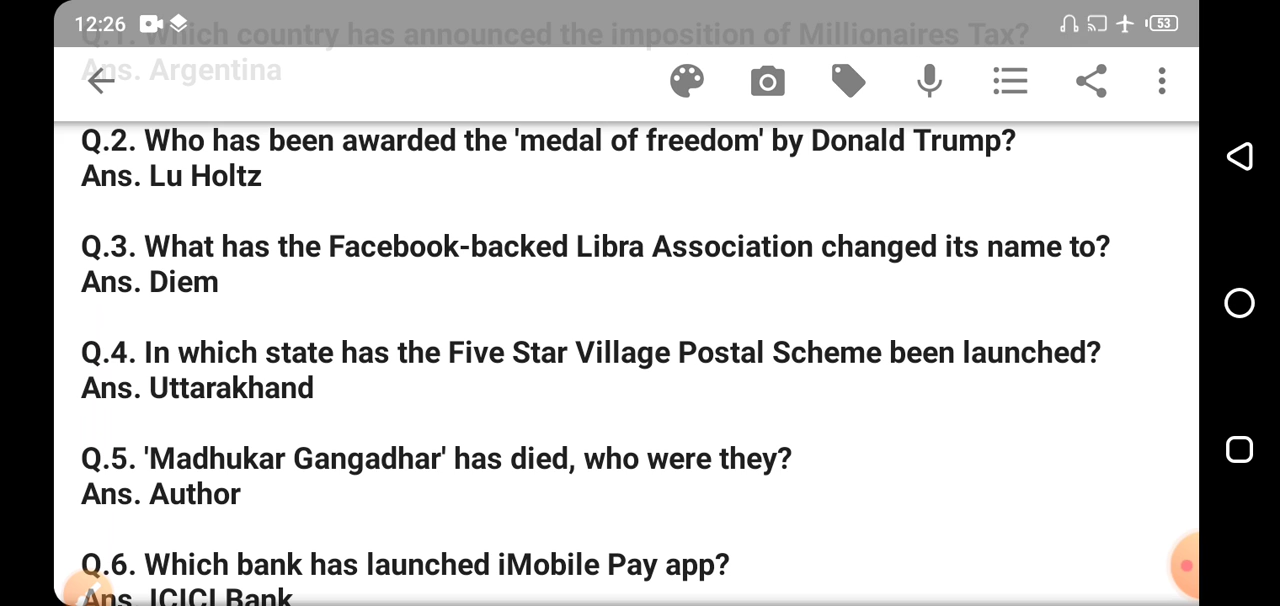 12:26
53
Q.1. Which country has announced the imposition of Millionaires Tax?
Ans. Argentina
Q.2. Who has been awarded the 'medal of freedom' by Donald Trump?
Ans. Lu Holtz
Q.3. What has the Facebook-backed Libra Association changed its name to?
Ans. Diem
Q.4. In which state has the Five Star Village Postal Scheme been launched?
Ans. Uttarakhand
Q.5. 'Madhukar Gangadhar' has died, who were they?
Ans. Author
Q.6. Which bank has launched iMobile Pay app?
Ans. ICICI Bank